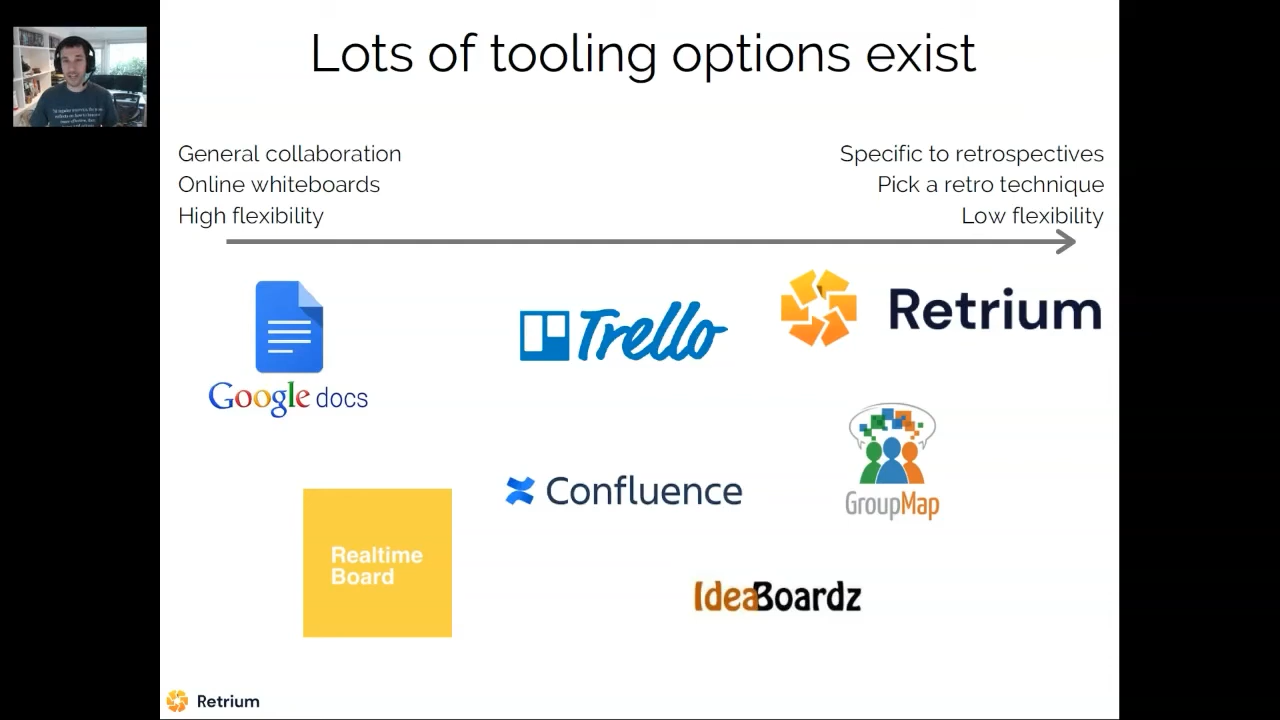 Lots of tooling options exist
General collaboration
Online whiteboards
High flexibility
Specific to retrospectives
Pick a retro technique
Low flexibility
Google docs
Trello
Retrium
Confluence
GroupMap
Realtime
Board
IdeaBoardz
Retrium